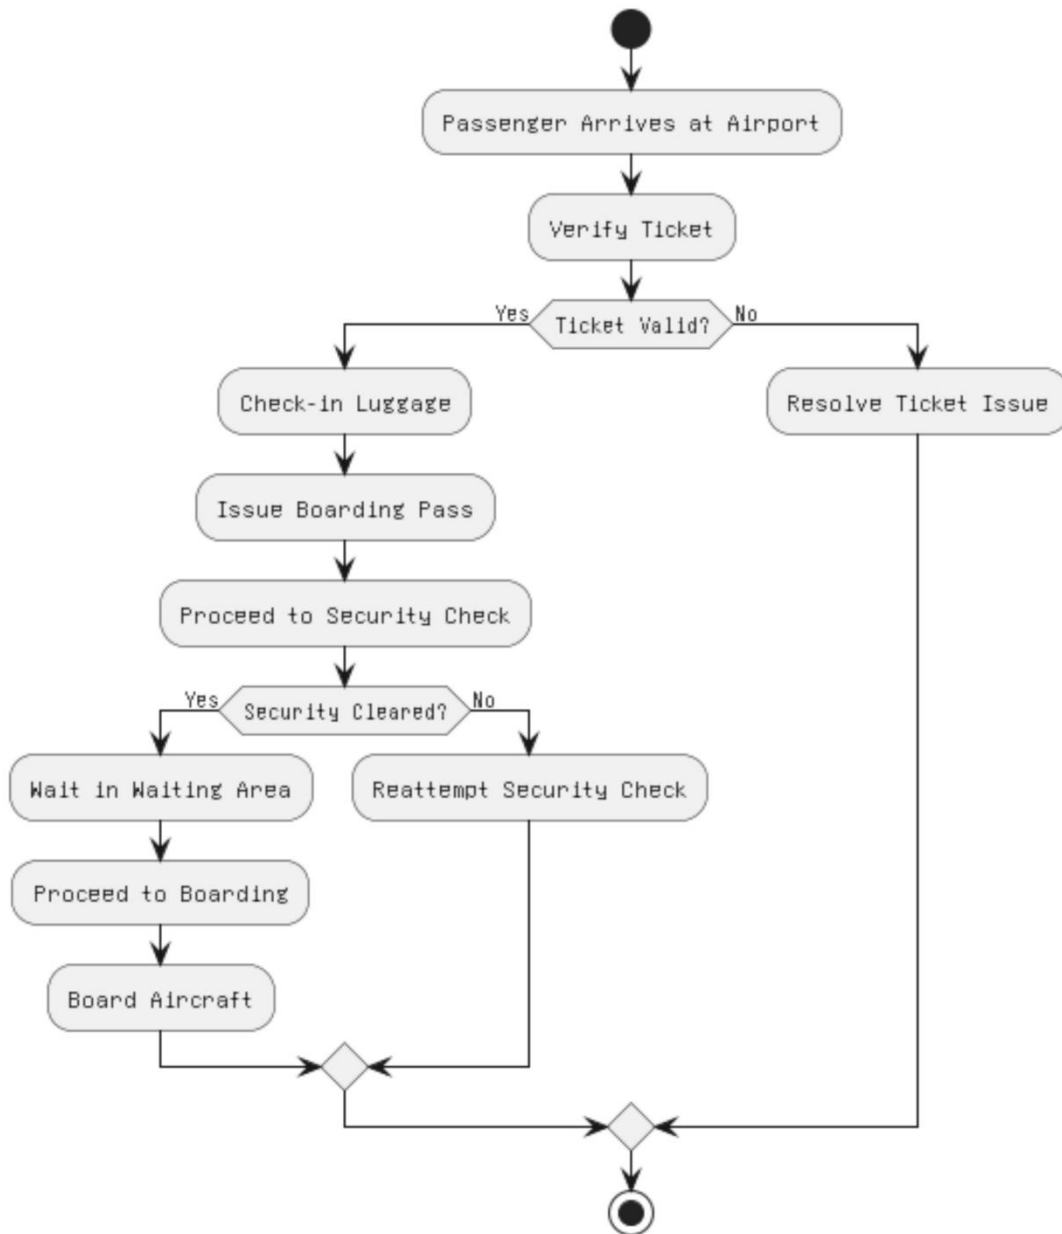 Passenger Arrives at Airport
Verify Ticket
Yes
Ticket Valid?
No
Check-in Luggage
Resolve Ticket Issue
Issue Boarding Pass
Proceed to Security Check
Yes
Security Cleared?
No
Wait in Waiting Area
Reattempt Security Check
Proceed to Boarding
Board Aircraft